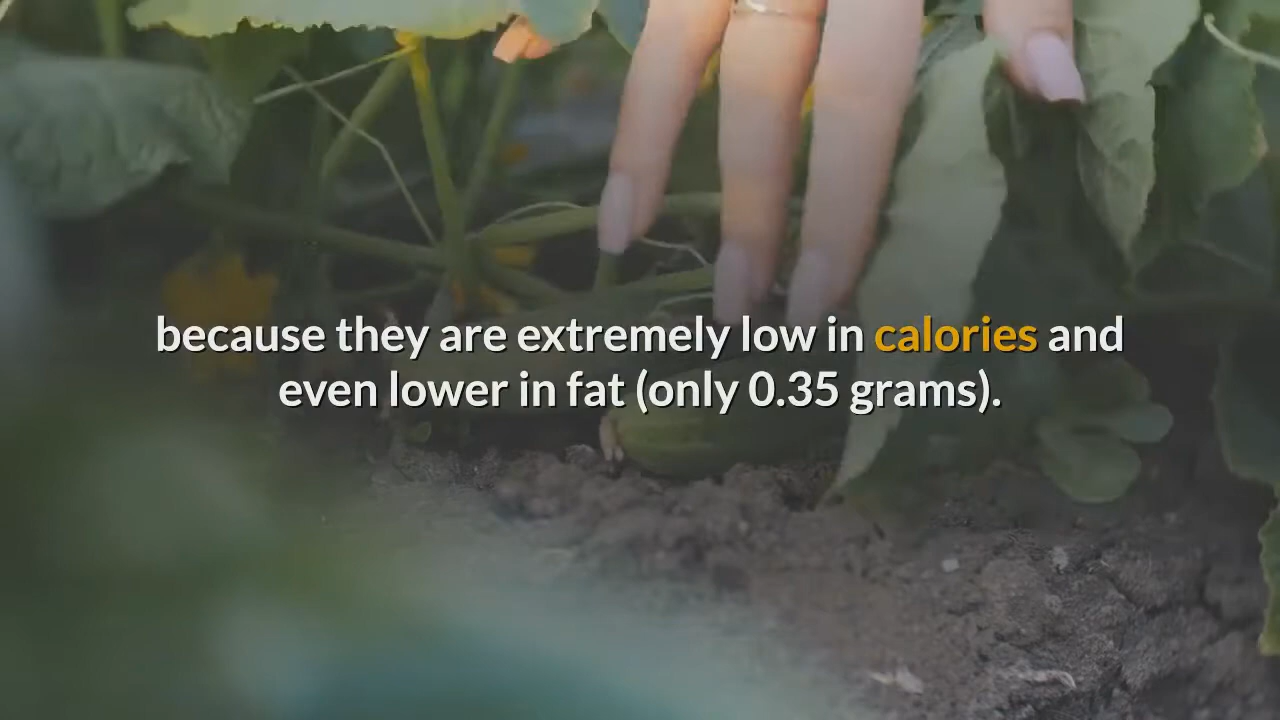 because they are extremely low in calories and
even lower in fat (only 0.35 grams).